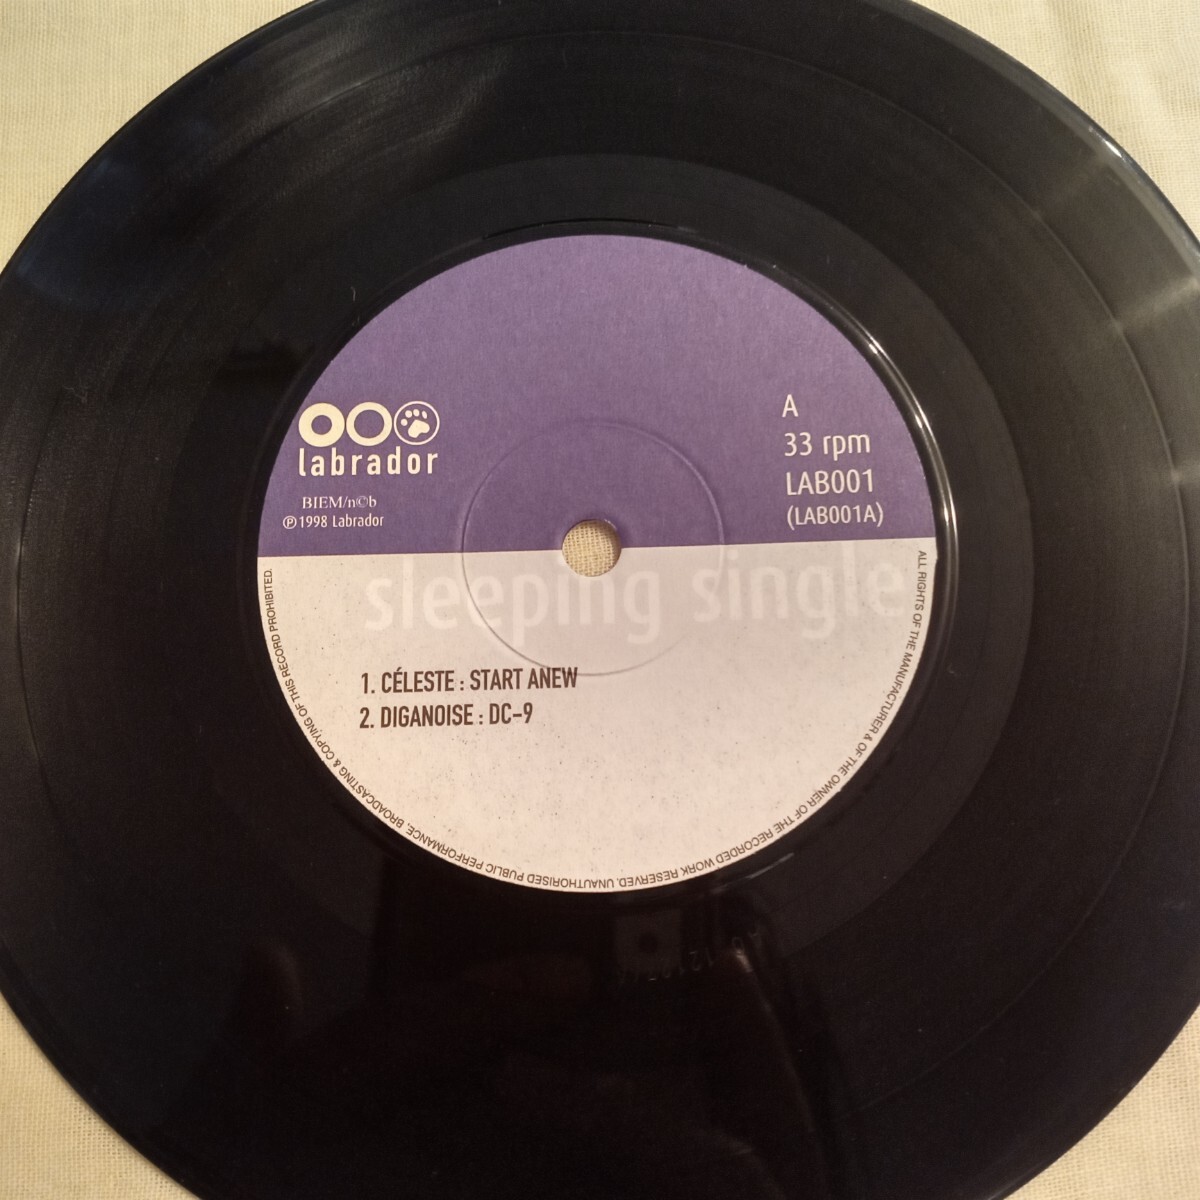 labrador
BIEM/n©b
℗ 1998 Labrador
A
33 rpm
LAB001
(LAB001A)
sleeping single
1. CÉLESTE : START ANEW
2. DIGANOISE : DC-9
ALL RIGHTS OF THE MANUFACTURER & OF THE OWNER OF THE RECORDED WORK RESERVED. UNAUTHORISED PUBLIC PERFORMANCE, BROADCASTING & COPYING OF THIS RECORD PROHIBITED.